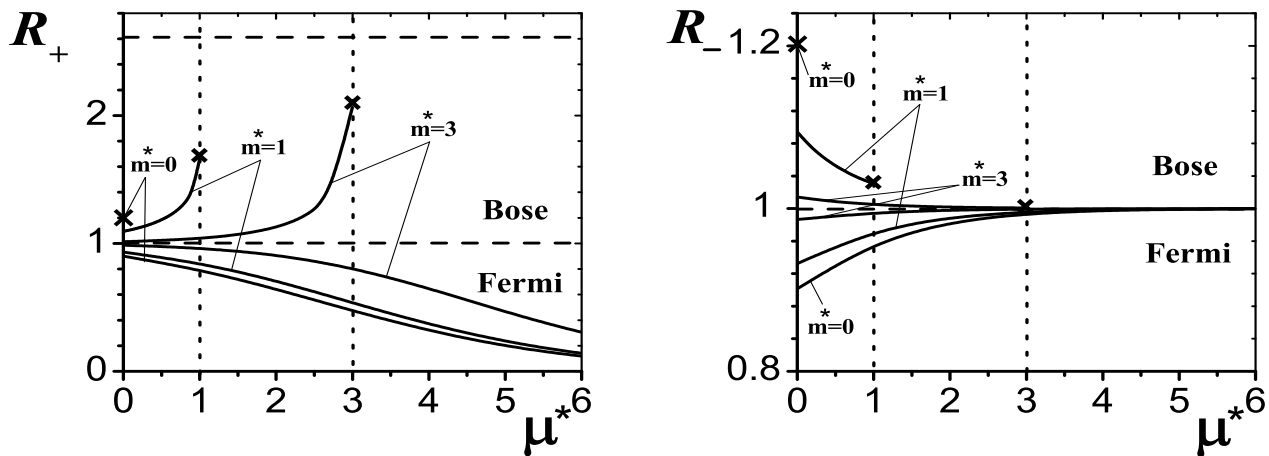 R+
2
1
0
m*=0
m*=1
m*=3
Bose
Fermi
0 1 2 3 4 5 6
μ*
R−
1.2
1
0.8
m*=0
m*=1
m*=3
m*=0
Bose
Fermi
0 1 2 3 4 5 6
μ*